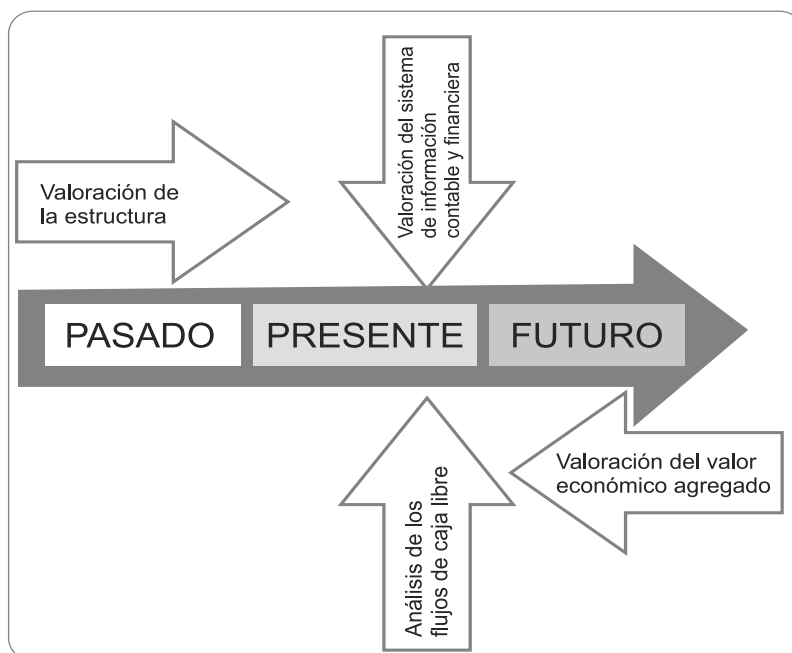 Valoración del sistema
de información
contable y financiera
Valoración de
la estructura
PASADO
PRESENTE
FUTURO
Valoración del valor
económico agregado
Análisis de los
flujos de caja libre